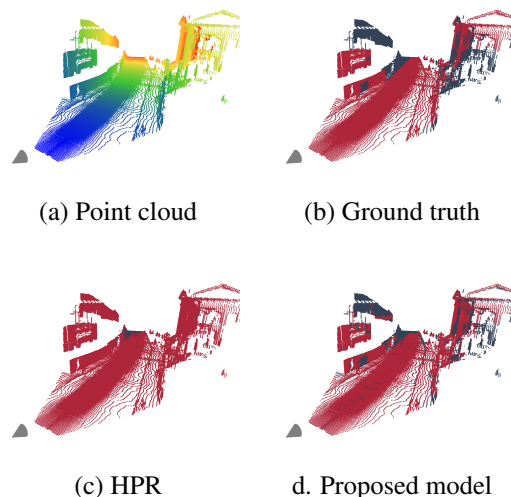 (a) Point cloud
(b) Ground truth
(c) HPR
d. Proposed model